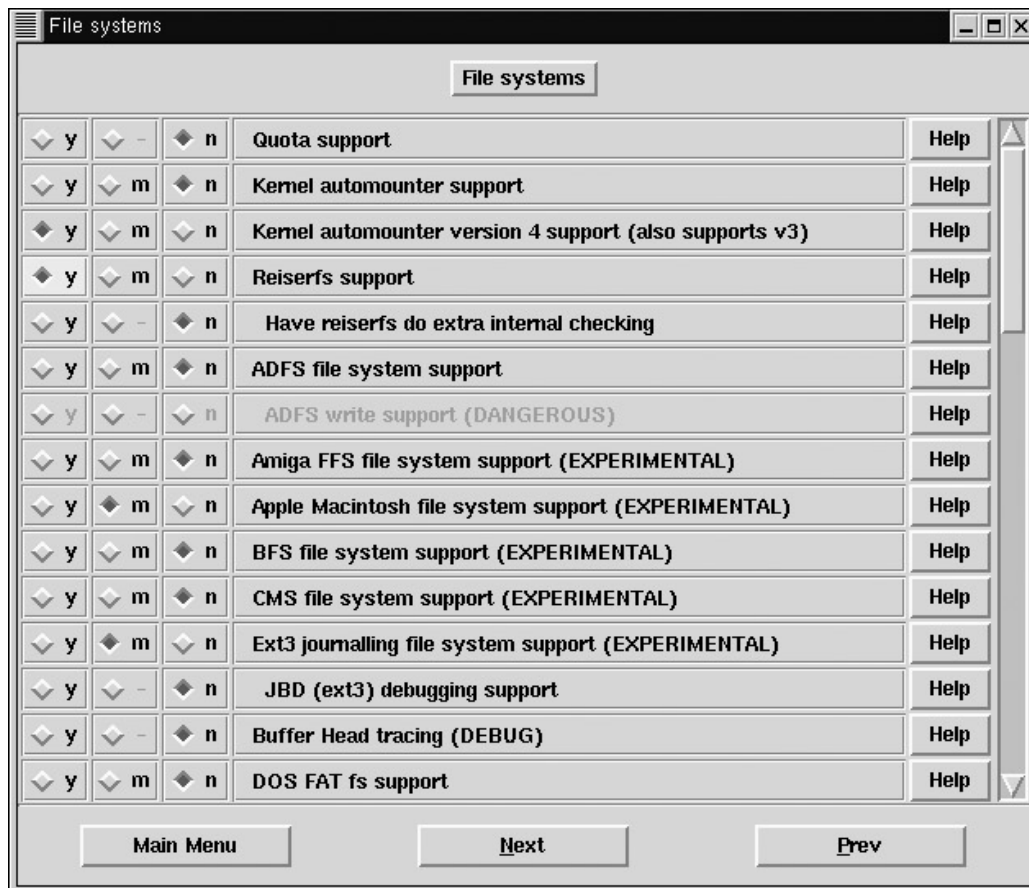 File systems
File systems
y - n Quota support Help
y m n Kernel automounter support Help
y m n Kernel automounter version 4 support (also supports v3) Help
y m n Reiserfs support Help
y - n Have reiserfs do extra internal checking Help
y m n ADFS file system support Help
y - n ADFS write support (DANGEROUS) Help
y m n Amiga FFS file system support (EXPERIMENTAL) Help
y m n Apple Macintosh file system support (EXPERIMENTAL) Help
y m n BFS file system support (EXPERIMENTAL) Help
y m n CMS file system support (EXPERIMENTAL) Help
y m n Ext3 journalling file system support (EXPERIMENTAL) Help
y - n JBD (ext3) debugging support Help
y - n Buffer Head tracing (DEBUG) Help
y m n DOS FAT fs support Help
Main Menu Next Prev